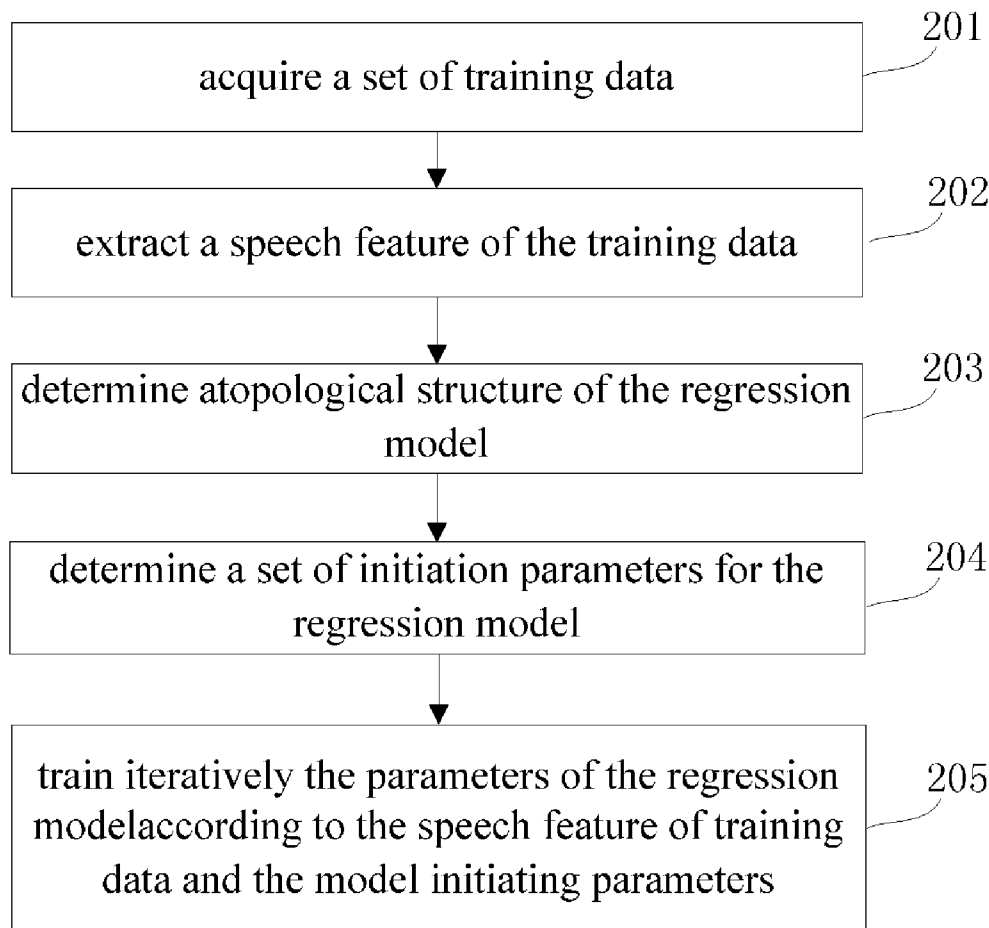 201
acquire a set of training data
202
extract a speech feature of the training data
203
determine atopological structure of the regression
model
204
determine a set of initiation parameters for the
regression model
205
train iteratively the parameters of the regression
modelaccording to the speech feature of training
data and the model initiating parameters